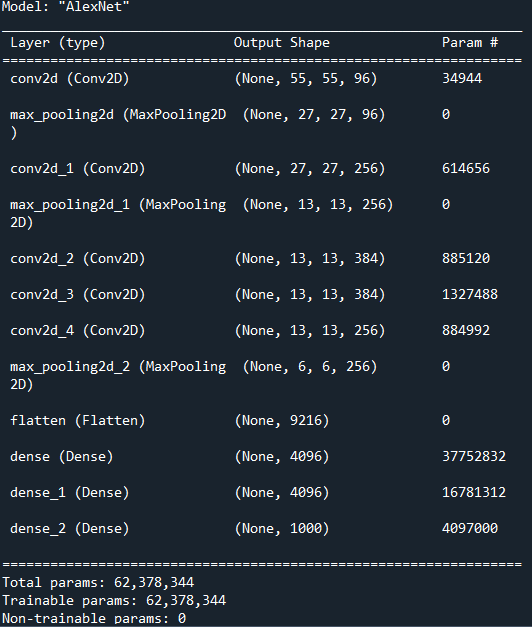 Model: "AlexNet"
_________________________________________________________________
Layer (type) Output Shape Param #
=================================================================
conv2d (Conv2D) (None, 55, 55, 96) 34944
max_pooling2d (MaxPooling2D (None, 27, 27, 96) 0
)
conv2d_1 (Conv2D) (None, 27, 27, 256) 614656
max_pooling2d_1 (MaxPooling (None, 13, 13, 256) 0
2D)
conv2d_2 (Conv2D) (None, 13, 13, 384) 885120
conv2d_3 (Conv2D) (None, 13, 13, 384) 1327488
conv2d_4 (Conv2D) (None, 13, 13, 256) 884992
max_pooling2d_2 (MaxPooling (None, 6, 6, 256) 0
2D)
flatten (Flatten) (None, 9216) 0
dense (Dense) (None, 4096) 37752832
dense_1 (Dense) (None, 4096) 16781312
dense_2 (Dense) (None, 1000) 4097000
=================================================================
Total params: 62,378,344
Trainable params: 62,378,344
Non-trainable params: 0